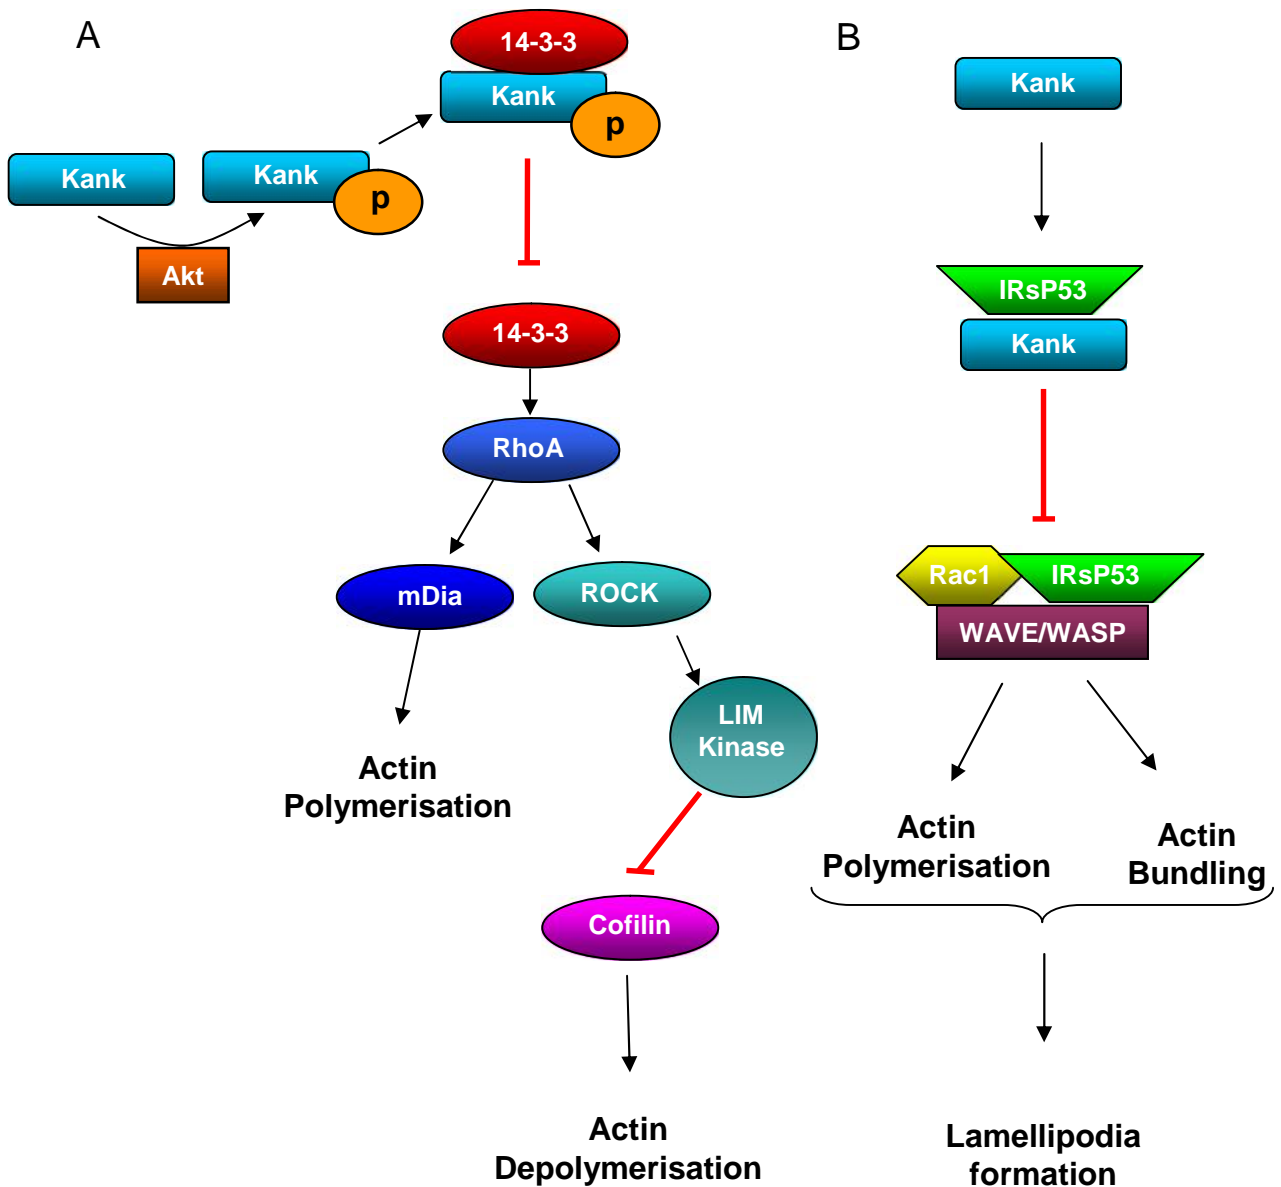 A
14-3-3
Kank
p
Kank
Kank
p
Akt
14-3-3
RhoA
mDia
ROCK
LIM
Kinase
Actin
Polymerisation
Cofilin
Actin
Depolymerisation
B
Kank
IRsP53
Kank
Rac1
IRsP53
WAVE/WASP
Actin
Polymerisation
Actin
Bundling
Lamellipodia
formation